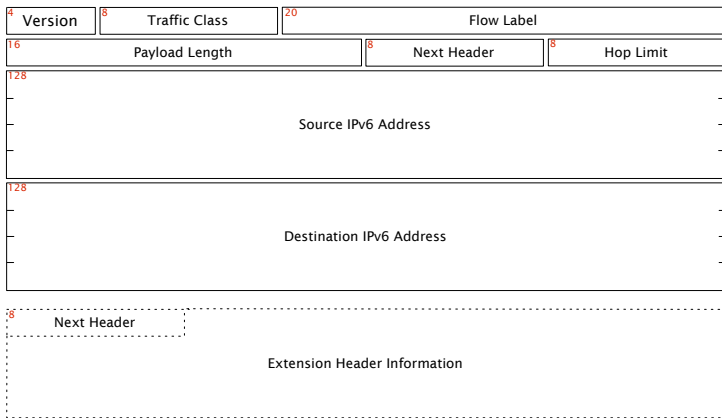 4 Version 8 Traffic Class 20 Flow Label
16 Payload Length 8 Next Header 8 Hop Limit
128
Source IPv6 Address
128
Destination IPv6 Address
8 Next Header
Extension Header Information